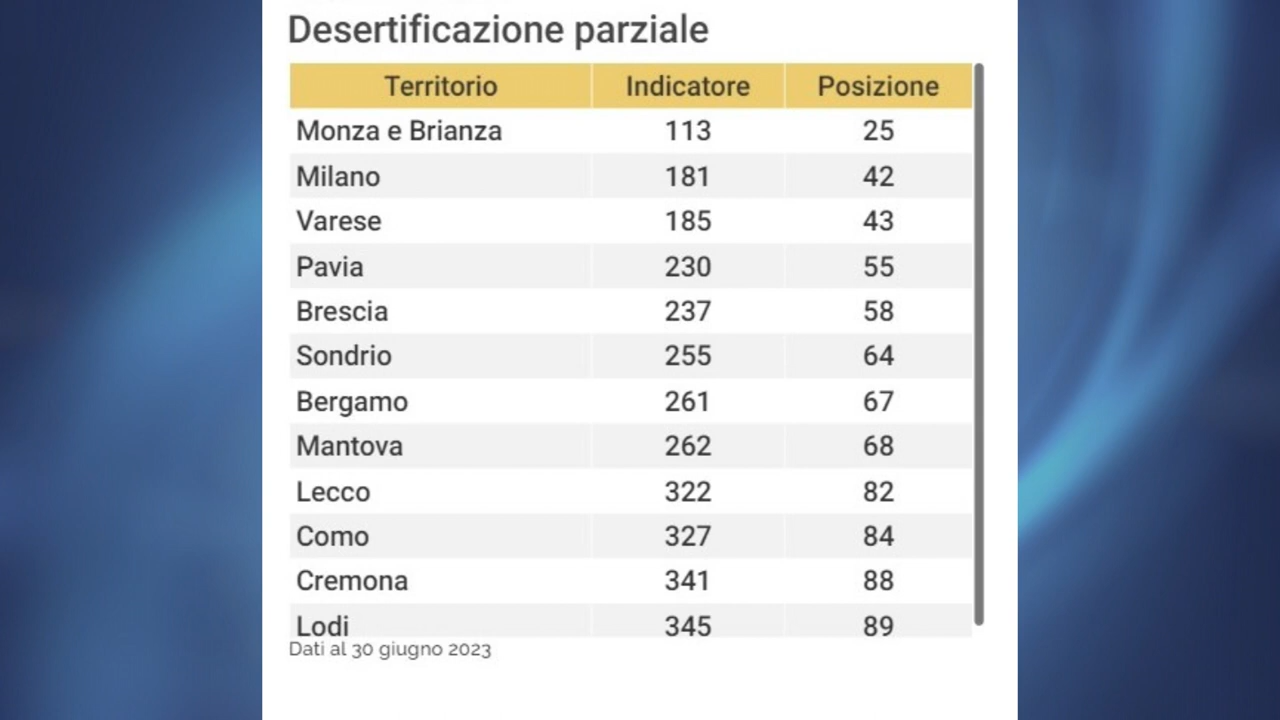 Desertificazione parziale
Territorio Indicatore Posizione
Monza e Brianza 113 25
Milano 181 42
Varese 185 43
Pavia 230 55
Brescia 237 58
Sondrio 255 64
Bergamo 261 67
Mantova 262 68
Lecco 322 82
Como 327 84
Cremona 341 88
Lodi 345 89
Dati al 30 giugno 2023